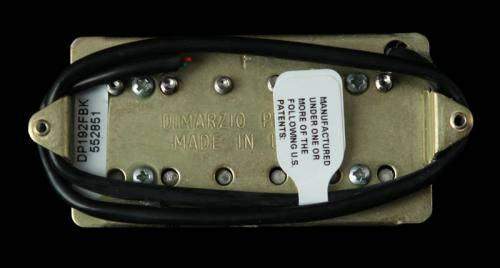 DP192FBK
552851
DIMARZIO
MADE IN
MANUFACTURED
UNDER ONE OR
MORE OF THE
FOLLOWING U.S.
PATENTS: